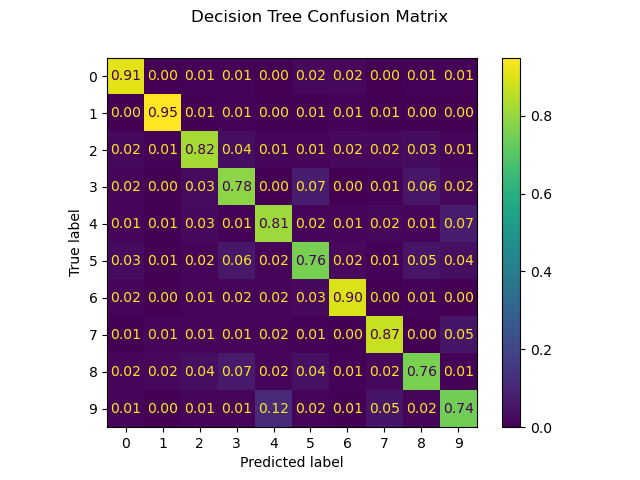 Decision Tree Confusion Matrix
0 0.91 0.00 0.01 0.01 0.00 0.02 0.02 0.00 0.01 0.01
1 0.00 0.95 0.01 0.01 0.00 0.01 0.01 0.01 0.00 0.00
2 0.02 0.01 0.82 0.04 0.01 0.01 0.02 0.02 0.03 0.01
3 0.02 0.00 0.03 0.78 0.00 0.07 0.00 0.01 0.06 0.02
4 0.01 0.01 0.03 0.01 0.81 0.02 0.01 0.02 0.01 0.07
5 0.03 0.01 0.02 0.06 0.02 0.76 0.02 0.01 0.05 0.04
6 0.02 0.00 0.01 0.02 0.02 0.03 0.90 0.00 0.01 0.00
7 0.01 0.01 0.01 0.01 0.02 0.01 0.00 0.87 0.00 0.05
8 0.02 0.02 0.04 0.07 0.02 0.04 0.01 0.02 0.76 0.01
9 0.01 0.00 0.01 0.01 0.12 0.02 0.01 0.05 0.02 0.74
0 1 2 3 4 5 6 7 8 9
Predicted label
True label
0.8
0.6
0.4
0.2
0.0